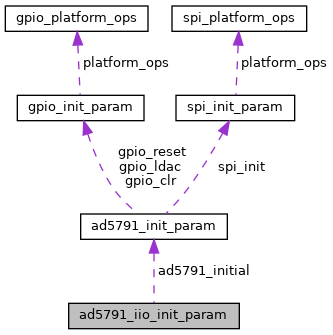 gpio_platform_ops
spi_platform_ops
platform_ops
platform_ops
gpio_init_param
spi_init_param
gpio_reset
gpio_ldac
gpio_clr
spi_init
ad5791_init_param
ad5791_initial
ad5791_iio_init_param